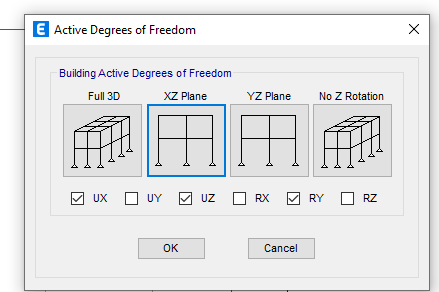 E Active Degrees of Freedom
Building Active Degrees of Freedom
Full 3D XZ Plane YZ Plane No Z Rotation
UX UY UZ RX RY RZ
OK Cancel